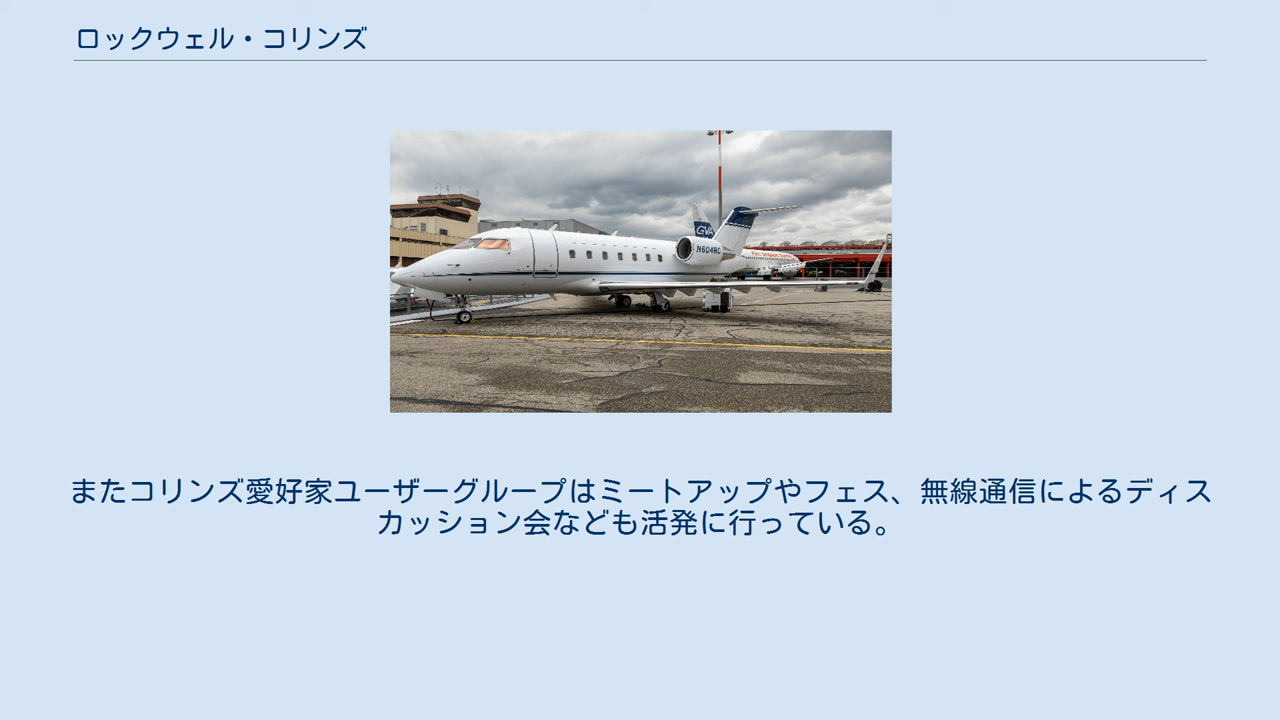 ロックウェル・コリンズ
GVA
N604BC
またコリンズ愛好家ユーザーグループはミートアップやフェス、無線通信によるディス
カッション会なども活発に行っている。